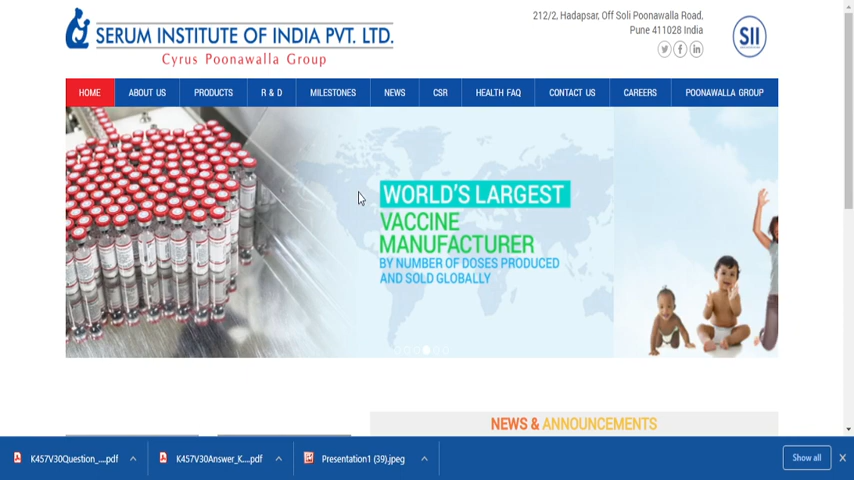 SERUM INSTITUTE OF INDIA PVT. LTD.
Cyrus Poonawalla Group
212/2, Hadapsar, Off Soli Poonawalla Road,
Pune 411028 India
SII
HOME ABOUT US PRODUCTS R & D MILESTONES NEWS CSR HEALTH FAQ CONTACT US CAREERS POONAWALLA GROUP
WORLD'S LARGEST
VACCINE
MANUFACTURER
BY NUMBER OF DOSES PRODUCED
AND SOLD GLOBALLY
NEWS & ANNOUNCEMENTS
K457V30Question_....pdf K457V30Answer_K....pdf Presentation1 (39).jpeg Show all